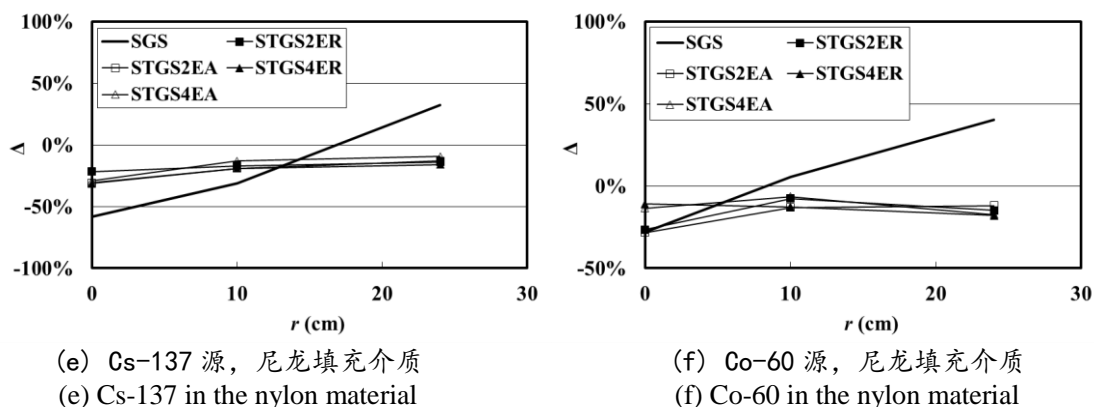 100%
50%
0%
-50%
-100%
Δ
SGS
STGS2ER
STGS2EA
STGS4ER
STGS4EA
0
10
20
30
r (cm)
(e) Cs-137 源，尼龙填充介质
(e) Cs-137 in the nylon material
100%
50%
0%
-50%
Δ
SGS
STGS2ER
STGS2EA
STGS4ER
STGS4EA
0
10
20
30
r (cm)
(f) Co-60 源，尼龙填充介质
(f) Co-60 in the nylon material